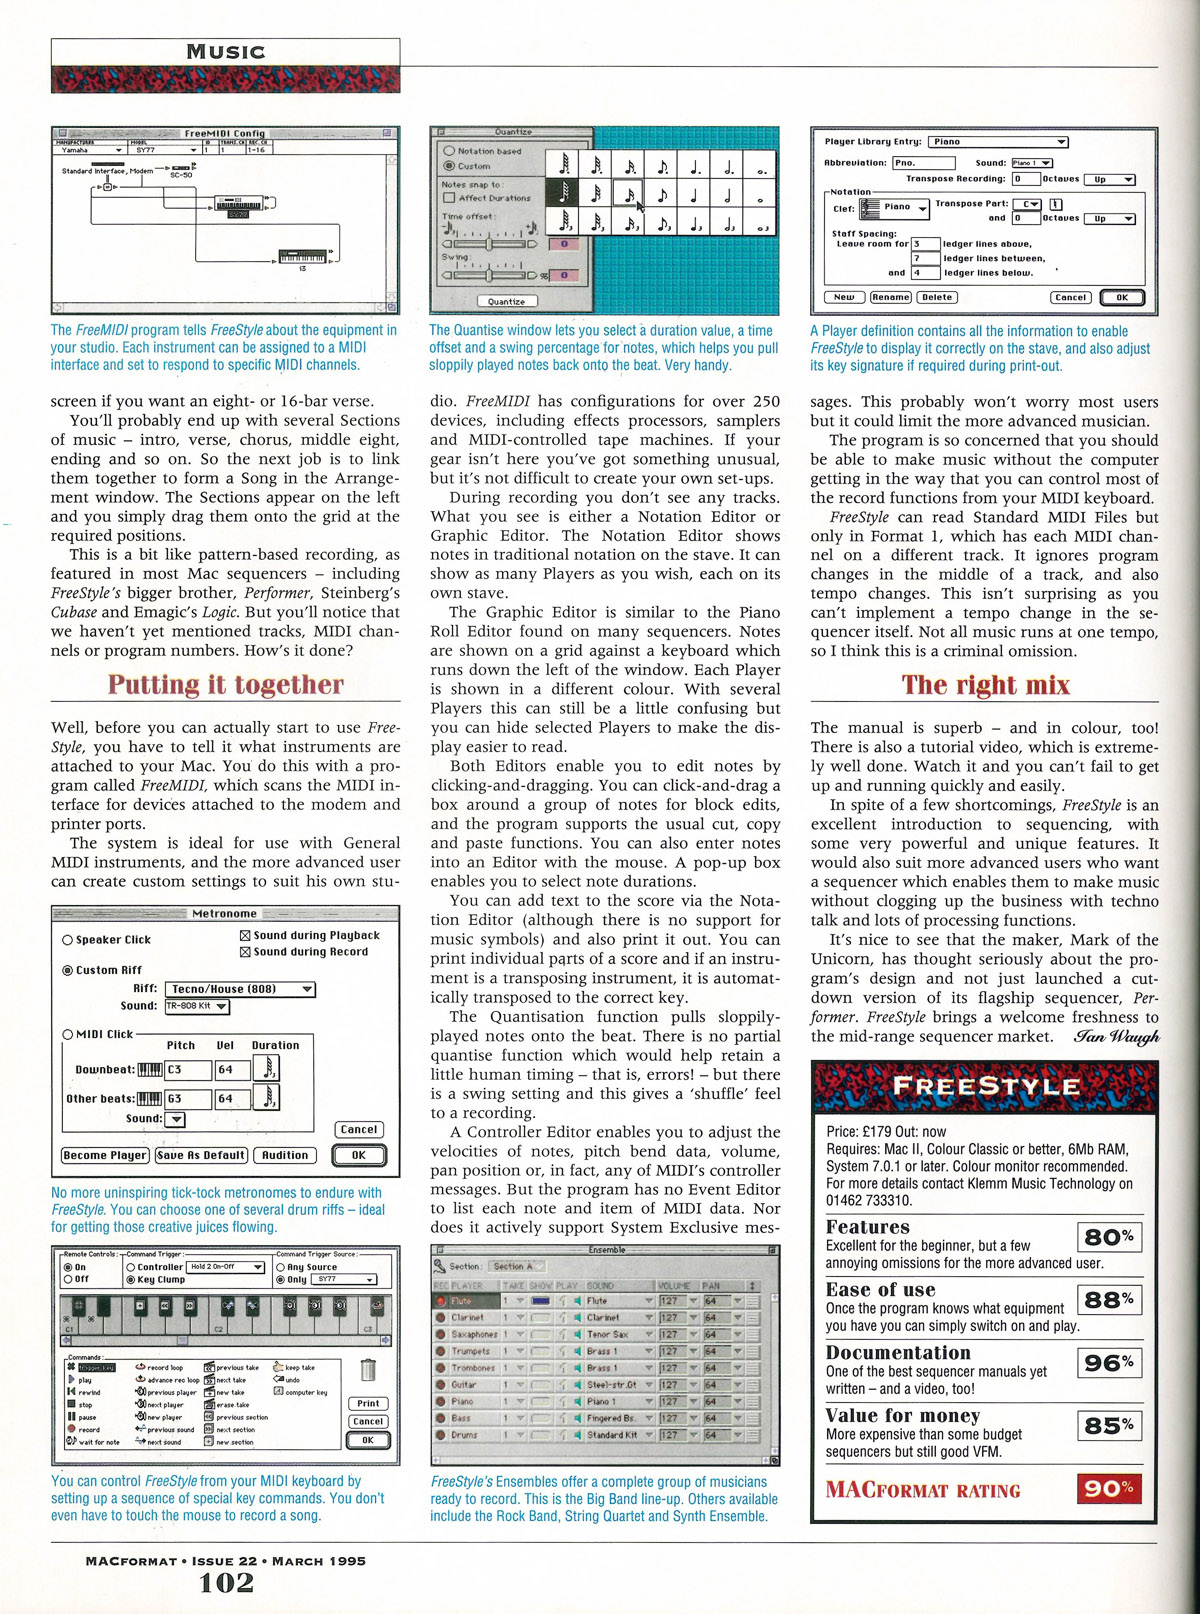 MUSIC
FreeMIDI Config
MANUFACTURER MODEL ID TRANS. CH REC. CH
Yamaha SY77 1 1 1-16
Standard Interface, Modem
SC-50
SY77
13
The FreeMIDI program tells FreeStyle about the equipment in
your studio. Each instrument can be assigned to a MIDI
interface and set to respond to specific MIDI channels.
screen if you want an eight- or 16-bar verse.
You'll probably end up with several Sections
of music – intro, verse, chorus, middle eight,
ending and so on. So the next job is to link
them together to form a Song in the Arrange-
ment window. The Sections appear on the left
and you simply drag them onto the grid at the
required positions.
This is a bit like pattern-based recording, as
featured in most Mac sequencers – including
FreeStyle's bigger brother, Performer, Steinberg's
Cubase and Emagic's Logic. But you'll notice that
we haven't yet mentioned tracks, MIDI chan-
nels or program numbers. How's it done?
Putting it together
Well, before you can actually start to use Free-
Style, you have to tell it what instruments are
attached to your Mac. You do this with a pro-
gram called FreeMIDI, which scans the MIDI in-
terface for devices attached to the modem and
printer ports.
The system is ideal for use with General
MIDI instruments, and the more advanced user
can create custom settings to suit his own stu-
Metronome
Speaker Click
Sound during Playback
Sound during Record
Custom Riff
Riff: Tecno/House (808)
Sound: TR-808 Kit
MIDI Click
Pitch Vel Duration
Downbeat: C3 64
Other beats: G3 64
Sound:
Cancel
Become Player Save As Default Audition OK
No more uninspiring tick-tock metronomes to endure with
FreeStyle. You can choose one of several drum riffs – ideal
for getting those creative juices flowing.
Remote Controls: Command Trigger: Command Trigger Source:
On Controller Hold 2 On-Off Any Source
Off Key Clump Only SY77
C1 C2 C3
Commands:
trigger key record loop previous take keep take
play advance rec loop next take undo
rewind previous player new take computer key
stop next player erase take
pause new player previous section
record previous sound next section
wait for note next sound new section
Print
Cancel
OK
You can control FreeStyle from your MIDI keyboard by
setting up a sequence of special key commands. You don't
even have to touch the mouse to record a song.
Quantize
Notation based
Custom
Notes snap to:
Affect Durations
Time offset:
0
Swing:
% 0
Quantize
The Quantise window lets you select a duration value, a time
offset and a swing percentage for notes, which helps you pull
sloppily played notes back onto the beat. Very handy.
dio. FreeMIDI has configurations for over 250
devices, including effects processors, samplers
and MIDI-controlled tape machines. If your
gear isn't here you've got something unusual,
but it's not difficult to create your own set-ups.
During recording you don't see any tracks.
What you see is either a Notation Editor or
Graphic Editor. The Notation Editor shows
notes in traditional notation on the stave. It can
show as many Players as you wish, each on its
own stave.
The Graphic Editor is similar to the Piano
Roll Editor found on many sequencers. Notes
are shown on a grid against a keyboard which
runs down the left of the window. Each Player
is shown in a different colour. With several
Players this can still be a little confusing but
you can hide selected Players to make the dis-
play easier to read.
Both Editors enable you to edit notes by
clicking-and-dragging. You can click-and-drag a
box around a group of notes for block edits,
and the program supports the usual cut, copy
and paste functions. You can also enter notes
into an Editor with the mouse. A pop-up box
enables you to select note durations.
You can add text to the score via the Nota-
tion Editor (although there is no support for
music symbols) and also print it out. You can
print individual parts of a score and if an instru-
ment is a transposing instrument, it is automat-
ically transposed to the correct key.
The Quantisation function pulls sloppily-
played notes onto the beat. There is no partial
quantise function which would help retain a
little human timing – that is, errors! – but there
is a swing setting and this gives a 'shuffle' feel
to a recording.
A Controller Editor enables you to adjust the
velocities of notes, pitch bend data, volume,
pan position or, in fact, any of MIDI's controller
messages. But the program has no Event Editor
to list each note and item of MIDI data. Nor
does it actively support System Exclusive mes-
Ensemble
Section: Section A
REC PLAYER TAKE SHOW PLAY SOUND VOLUME PAN
Flute 1 Flute 127 64
Clarinet 1 Clarinet 127 64
Saxaphones 1 Tenor Sax 127 64
Trumpets 1 Brass 1 127 64
Trombones 1 Brass 1 127 64
Guitar 1 Steel-str.Gt 127 64
Piano 1 Piano 1 127 64
Bass 1 Fingered Bs. 127 64
Drums 1 Standard Kit 127 64
FreeStyle's Ensembles offer a complete group of musicians
ready to record. This is the Big Band line-up. Others available
include the Rock Band, String Quartet and Synth Ensemble.
Player Library Entry: Piano
Abbreviation: Pno. Sound: Piano 1
Transpose Recording: 0 Octaves Up
Notation
Clef: Piano Transpose Part: C
and 0 Octaves Up
Staff Spacing:
Leave room for 3 ledger lines above,
7 ledger lines between,
and 4 ledger lines below.
New Rename Delete Cancel OK
A Player definition contains all the information to enable
FreeStyle to display it correctly on the stave, and also adjust
its key signature if required during print-out.
sages. This probably won't worry most users
but it could limit the more advanced musician.
The program is so concerned that you should
be able to make music without the computer
getting in the way that you can control most of
the record functions from your MIDI keyboard.
FreeStyle can read Standard MIDI Files but
only in Format 1, which has each MIDI chan-
nel on a different track. It ignores program
changes in the middle of a track, and also
tempo changes. This isn't surprising as you
can't implement a tempo change in the se-
quencer itself. Not all music runs at one tempo,
so I think this is a criminal omission.
The right mix
The manual is superb – and in colour, too!
There is also a tutorial video, which is extreme-
ly well done. Watch it and you can't fail to get
up and running quickly and easily.
In spite of a few shortcomings, FreeStyle is an
excellent introduction to sequencing, with
some very powerful and unique features. It
would also suit more advanced users who want
a sequencer which enables them to make music
without clogging up the business with techno
talk and lots of processing functions.
It's nice to see that the maker, Mark of the
Unicorn, has thought seriously about the pro-
gram's design and not just launched a cut-
down version of its flagship sequencer, Per-
former. FreeStyle brings a welcome freshness to
the mid-range sequencer market. Ian Waugh
FREESTYLE
Price: £179 Out: now
Requires: Mac II, Colour Classic or better, 6Mb RAM,
System 7.0.1 or later. Colour monitor recommended.
For more details contact Klemm Music Technology on
01462 733310.
Features
Excellent for the beginner, but a few
annoying omissions for the more advanced user.
80%
Ease of use
Once the program knows what equipment
you have you can simply switch on and play.
88%
Documentation
One of the best sequencer manuals yet
written – and a video, too!
96%
Value for money
More expensive than some budget
sequencers but still good VFM.
85%
MACFORMAT RATING 90%
MACFORMAT • ISSUE 22 • MARCH 1995
102